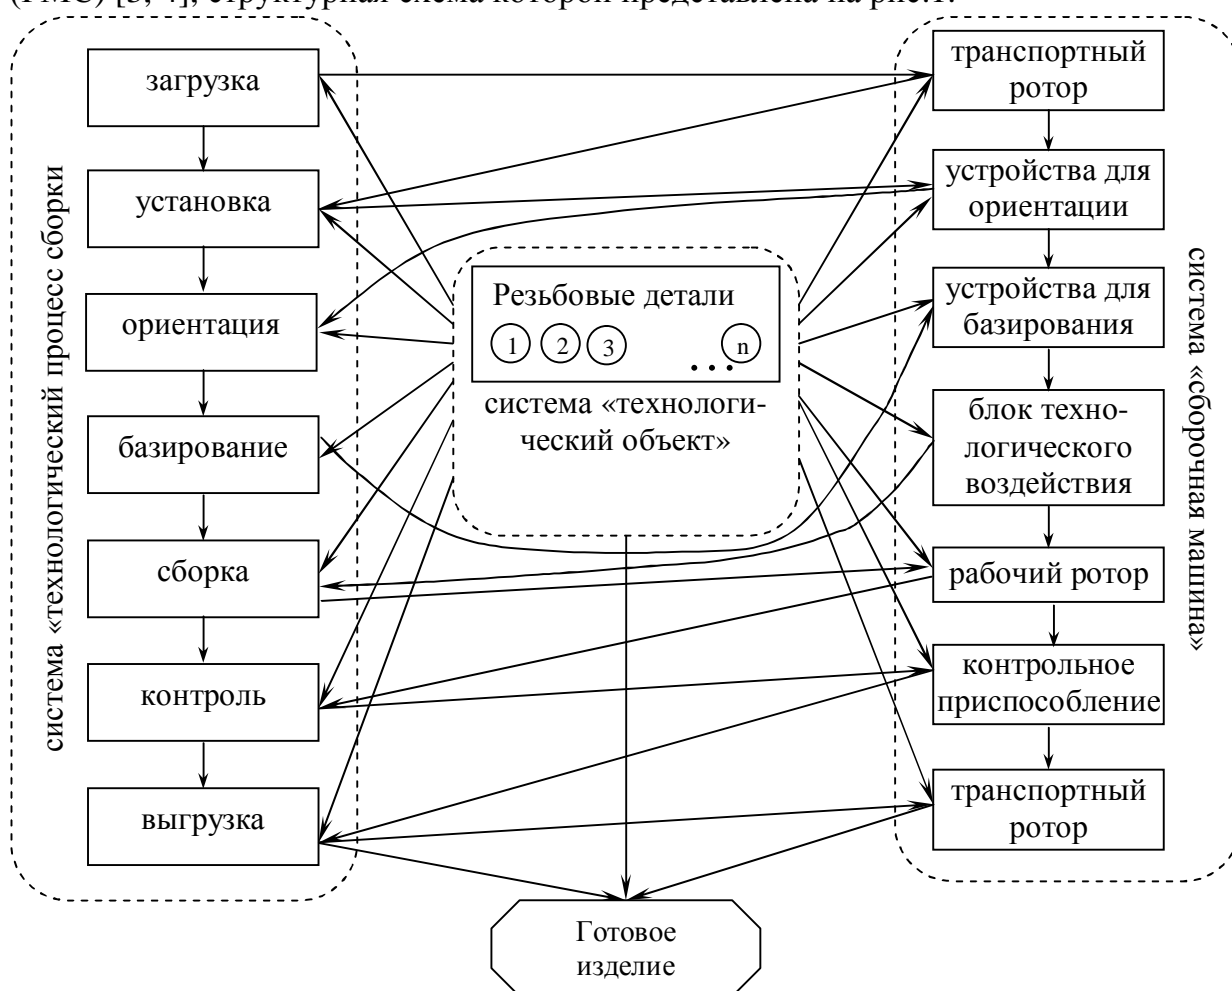 (РМС) [3, 4], структурная схема которой представлена на рис.1.
система «технологический процесс сборки
загрузка
установка
ориентация
базирование
сборка
контроль
выгрузка
Резьбовые детали
1 2 3 ... n
система «технологи-
ческий объект»
транспортный
ротор
устройства для
ориентации
устройства для
базирования
блок техно-
логического
воздействия
рабочий ротор
контрольное
приспособление
транспортный
ротор
система «сборочная машина»
Готовое
изделие